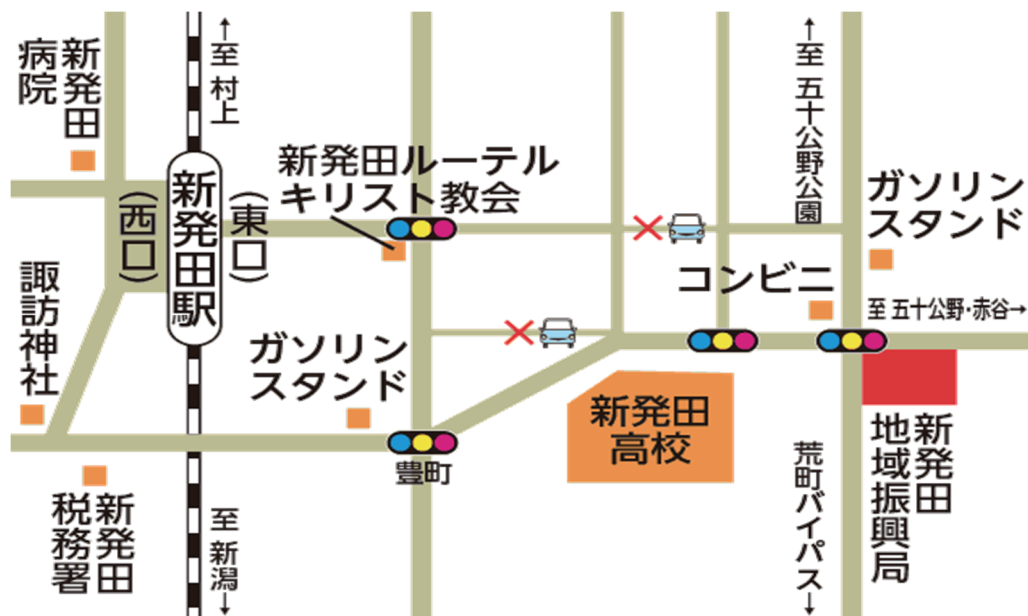 新発田
病院
←至 村上
新発田ルーテル
キリスト教会
←至 五十公野公園
ガソリン
スタンド
(西口)
新発田駅
(東口)
コンビニ
至 五十公野・赤谷→
諏訪神社
ガソリン
スタンド
新発田
高校
豊町
新発田
地域振興局
荒町バイパス→
新発田
税務署
至 新潟→